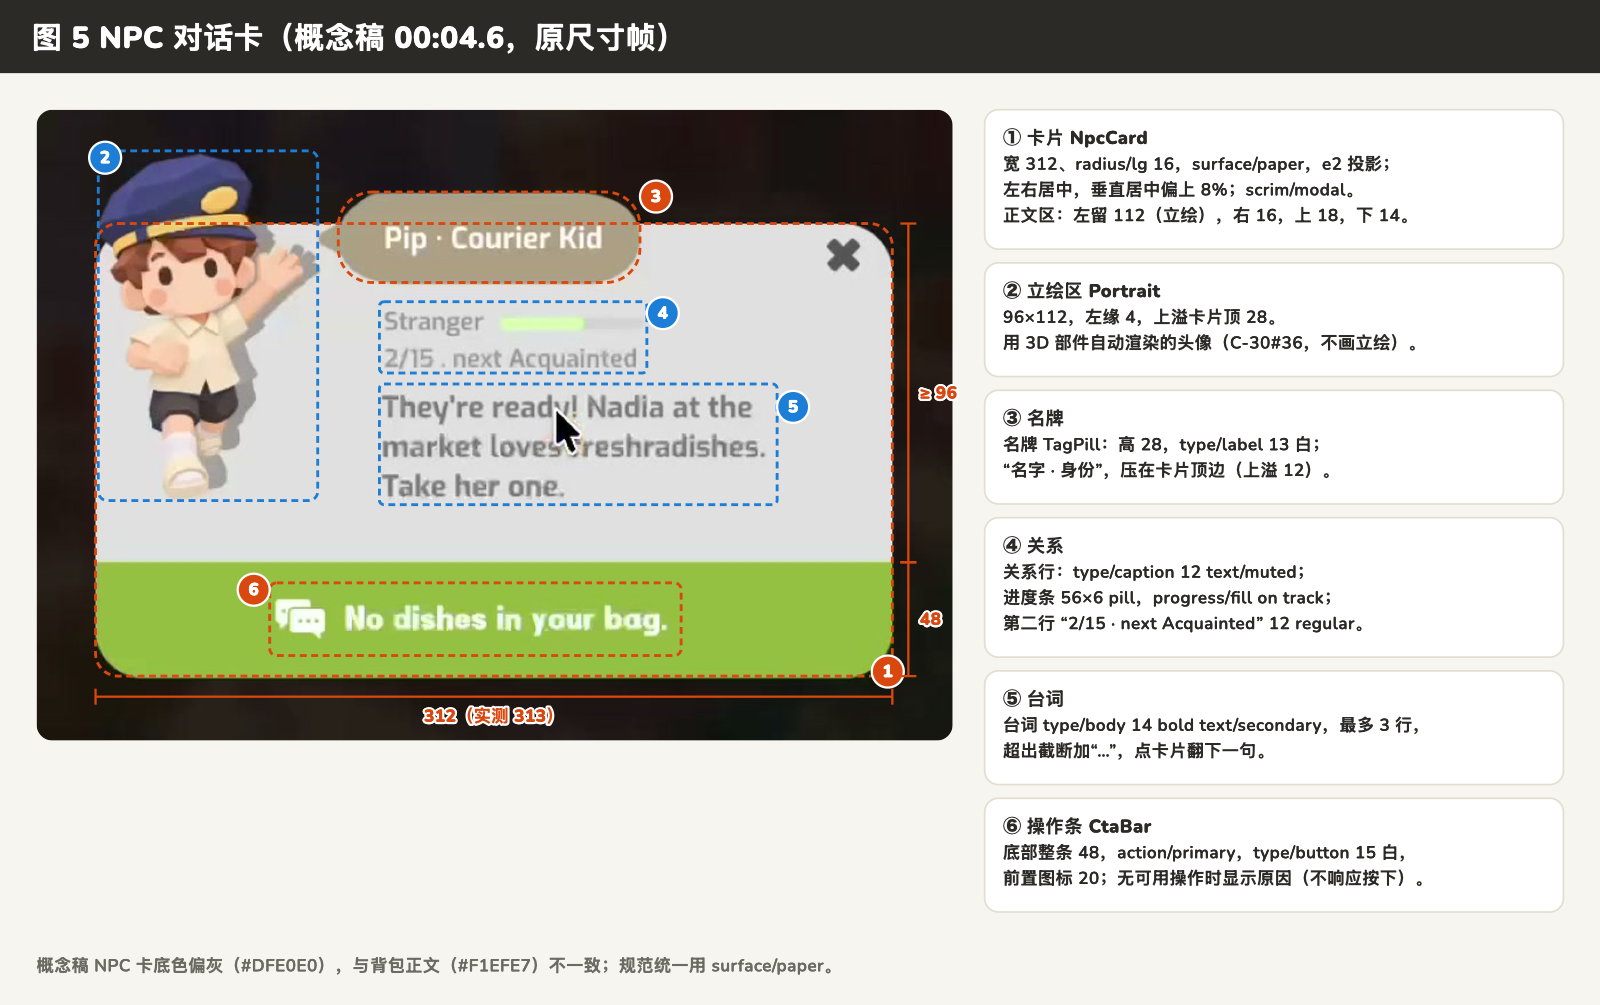 图 5 NPC 对话卡（概念稿 00:04.6，原尺寸帧）
2
3
Pip · Courier Kid
Stranger
4
2/15 . next Acquainted
They're ready! Nadia at the
5
market loves reshradishes.
Take her one.
≥ 96
6
No dishes in your bag.
48
1
312（实测 313）
① 卡片 NpcCard
宽 312、radius/lg 16，surface/paper，e2 投影；
左右居中，垂直居中偏上 8%；scrim/modal。
正文区：左留 112（立绘），右 16，上 18，下 14。
② 立绘区 Portrait
96×112，左缘 4，上溢卡片顶 28。
用 3D 部件自动渲染的头像（C-30#36，不画立绘）。
③ 名牌
名牌 TagPill：高 28，type/label 13 白；
“名字 · 身份”，压在卡片顶边（上溢 12）。
④ 关系
关系行：type/caption 12 text/muted；
进度条 56×6 pill，progress/fill on track；
第二行 “2/15 · next Acquainted” 12 regular。
⑤ 台词
台词 type/body 14 bold text/secondary，最多 3 行，
超出截断加“…”，点卡片翻下一句。
⑥ 操作条 CtaBar
底部整条 48，action/primary，type/button 15 白，
前置图标 20；无可用操作时显示原因（不响应按下）。
概念稿 NPC 卡底色偏灰（#DFE0E0），与背包正文（#F1EFE7）不一致；规范统一用 surface/paper。